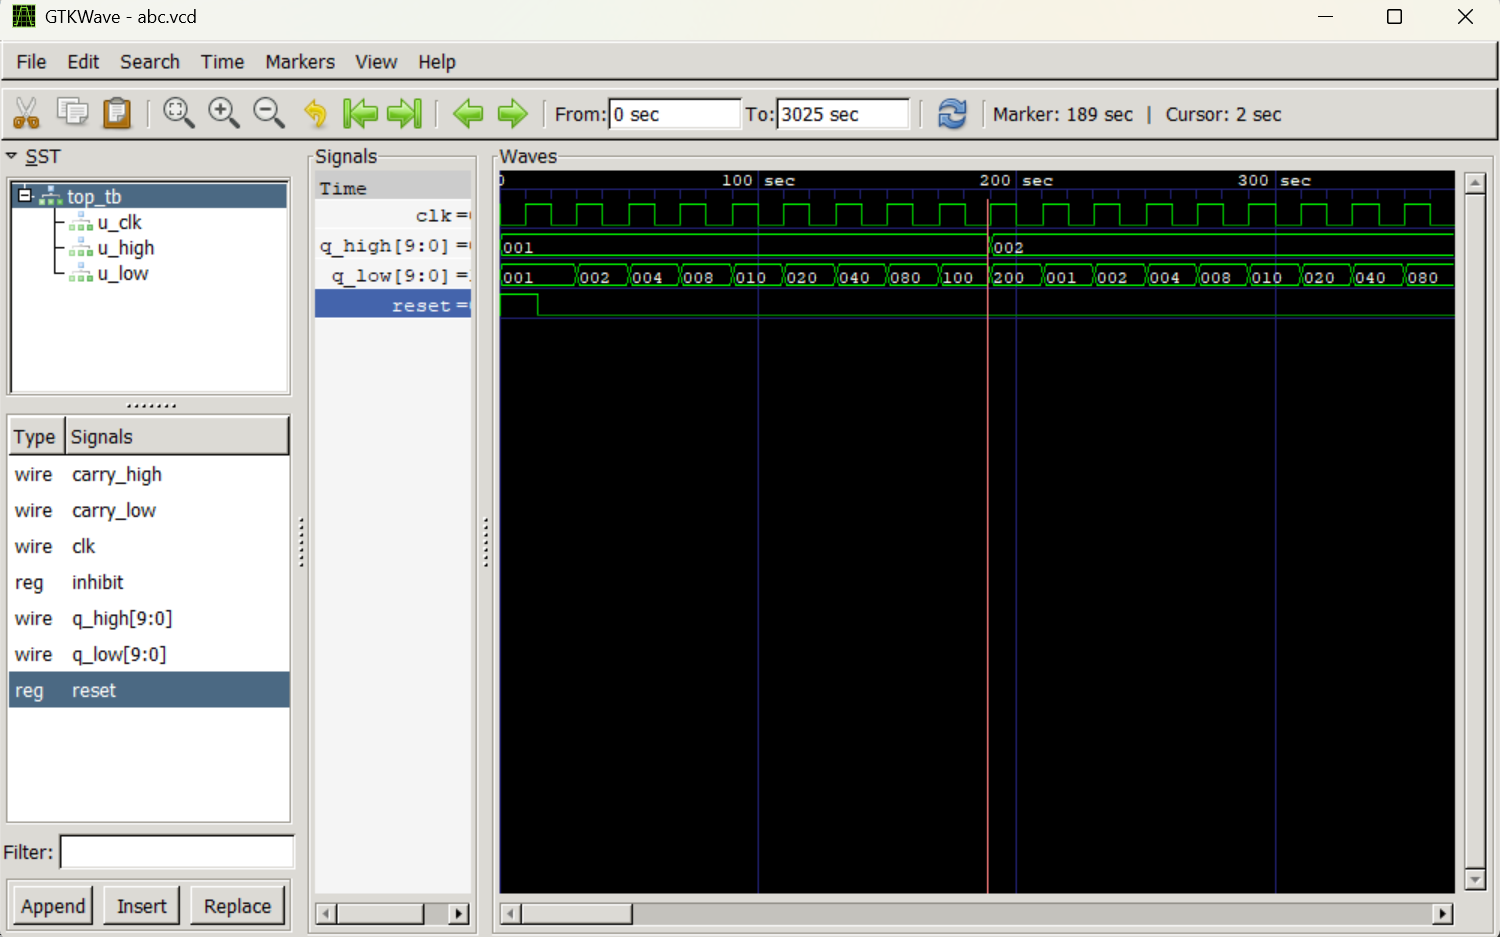 GTKWave - abc.vcd
File Edit Search Time Markers View Help
From: 0 sec To: 3025 sec Marker: 189 sec | Cursor: 2 sec
SST
top_tb
u_clk
u_high
u_low
Type Signals
wire carry_high
wire carry_low
wire clk
reg inhibit
wire q_high[9:0]
wire q_low[9:0]
reg reset
Filter:
Append Insert Replace
Signals
Time
clk =
q_high[9:0] =
q_low[9:0] =
reset =
Waves
0 100 sec 200 sec 300 sec
001 002
001 002 004 008 010 020 040 080 100 200 001 002 004 008 010 020 040 080